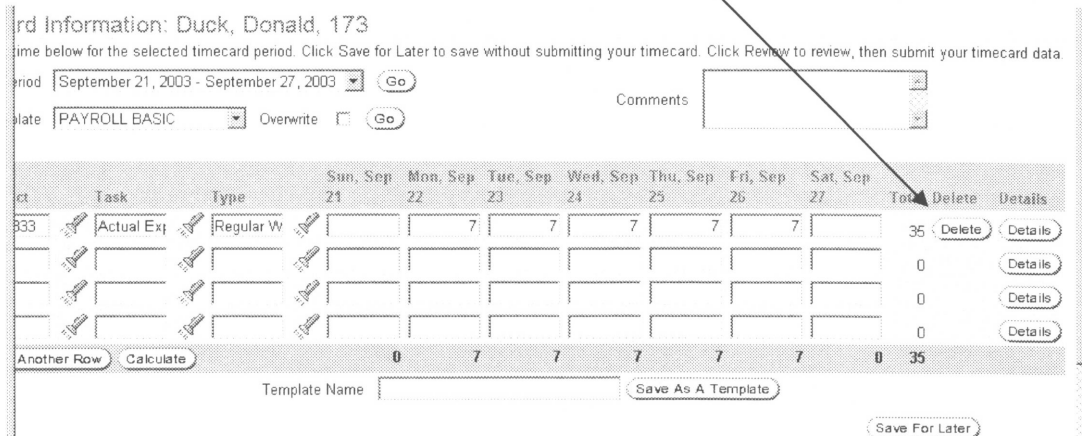 rd Information: Duck, Donald, 173
time below for the selected timecard period. Click Save for Later to save without submitting your timecard. Click Review to review, then submit your timecard data.
eriod September 21, 2003 - September 27, 2003 Go
Comments
plate PAYROLL BASIC Overwrite Go
ct Task Type Sun, Sep 21 Mon, Sep 22 Tue, Sep 23 Wed, Sep 24 Thu, Sep 25 Fri, Sep 26 Sat, Sep 27 Total Delete Details
333 Actual Exp Regular W 7 7 7 7 7 35 Delete Details
0 Details
0 Details
0 Details
Another Row Calculate 0 7 7 7 7 7 0 35
Template Name Save As A Template
Save For Later